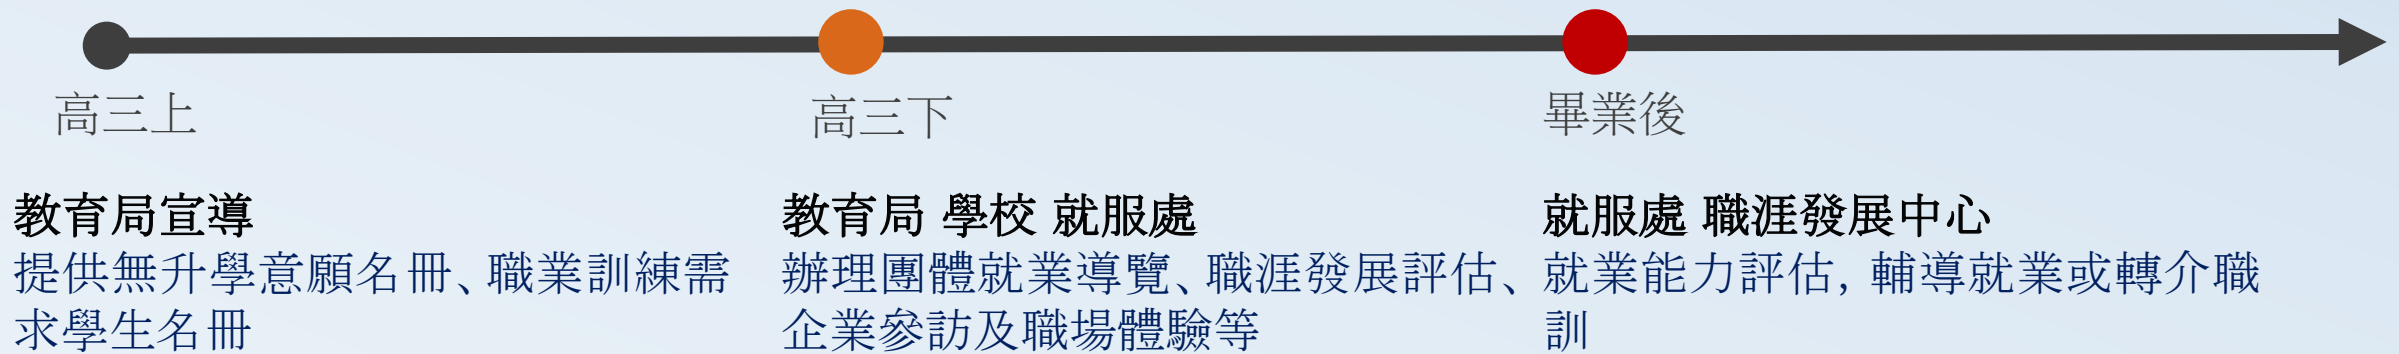 高三上
高三下
畢業後
教育局宣導
提供無升學意願名冊、職業訓練需
求學生名冊
教育局 學校 就服處
辦理團體就業導覽、職涯發展評估、
企業參訪及職場體驗等
就服處 職涯發展中心
就業能力評估, 輔導就業或轉介職
訓